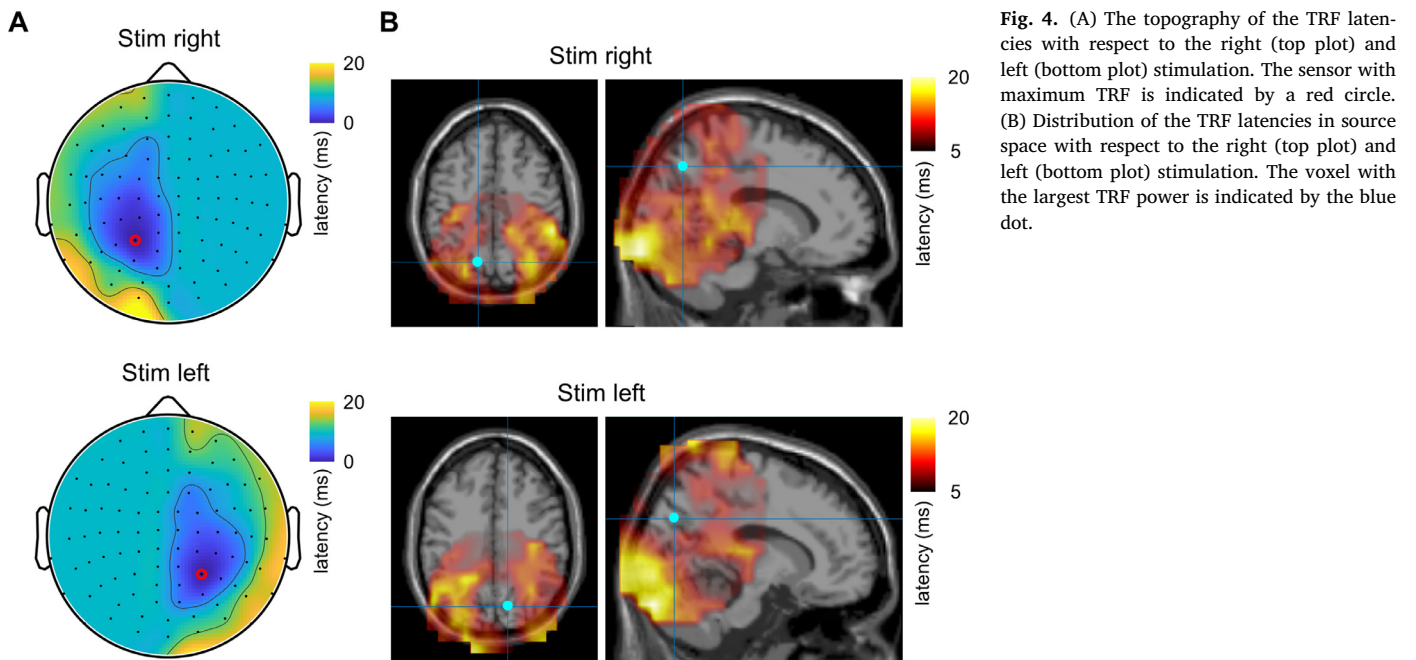 A
Stim right
20
0
latency (ms)
Stim left
20
0
latency (ms)
B
Stim right
20
5
latency (ms)
Stim left
20
5
latency (ms)
Fig. 4. (A) The topography of the TRF laten-
cies with respect to the right (top plot) and
left (bottom plot) stimulation. The sensor with
maximum TRF is indicated by a red circle.
(B) Distribution of the TRF latencies in source
space with respect to the right (top plot) and
left (bottom plot) stimulation. The voxel with
the largest TRF power is indicated by the blue
dot.